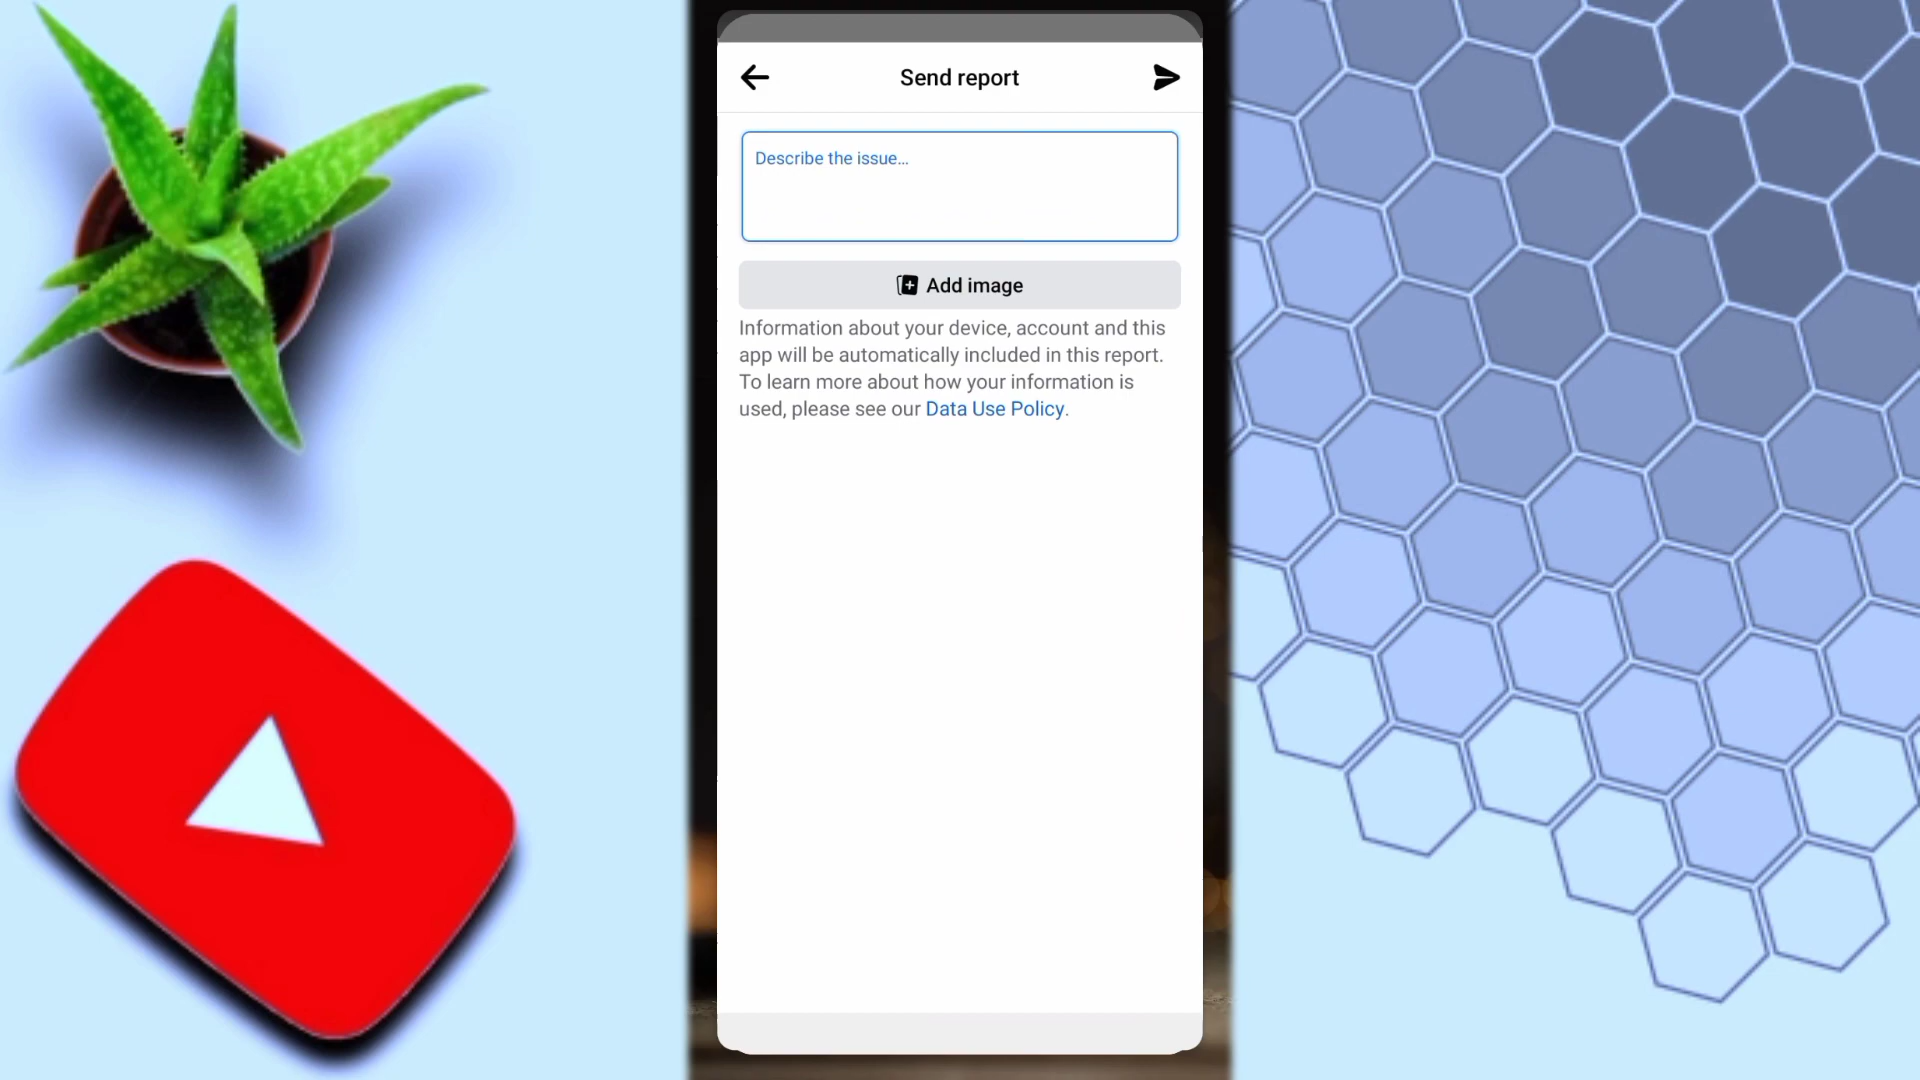 Send report
Describe the issue...
Add image
Information about your device, account and this
app will be automatically included in this report.
To learn more about how your information is
used, please see our Data Use Policy.